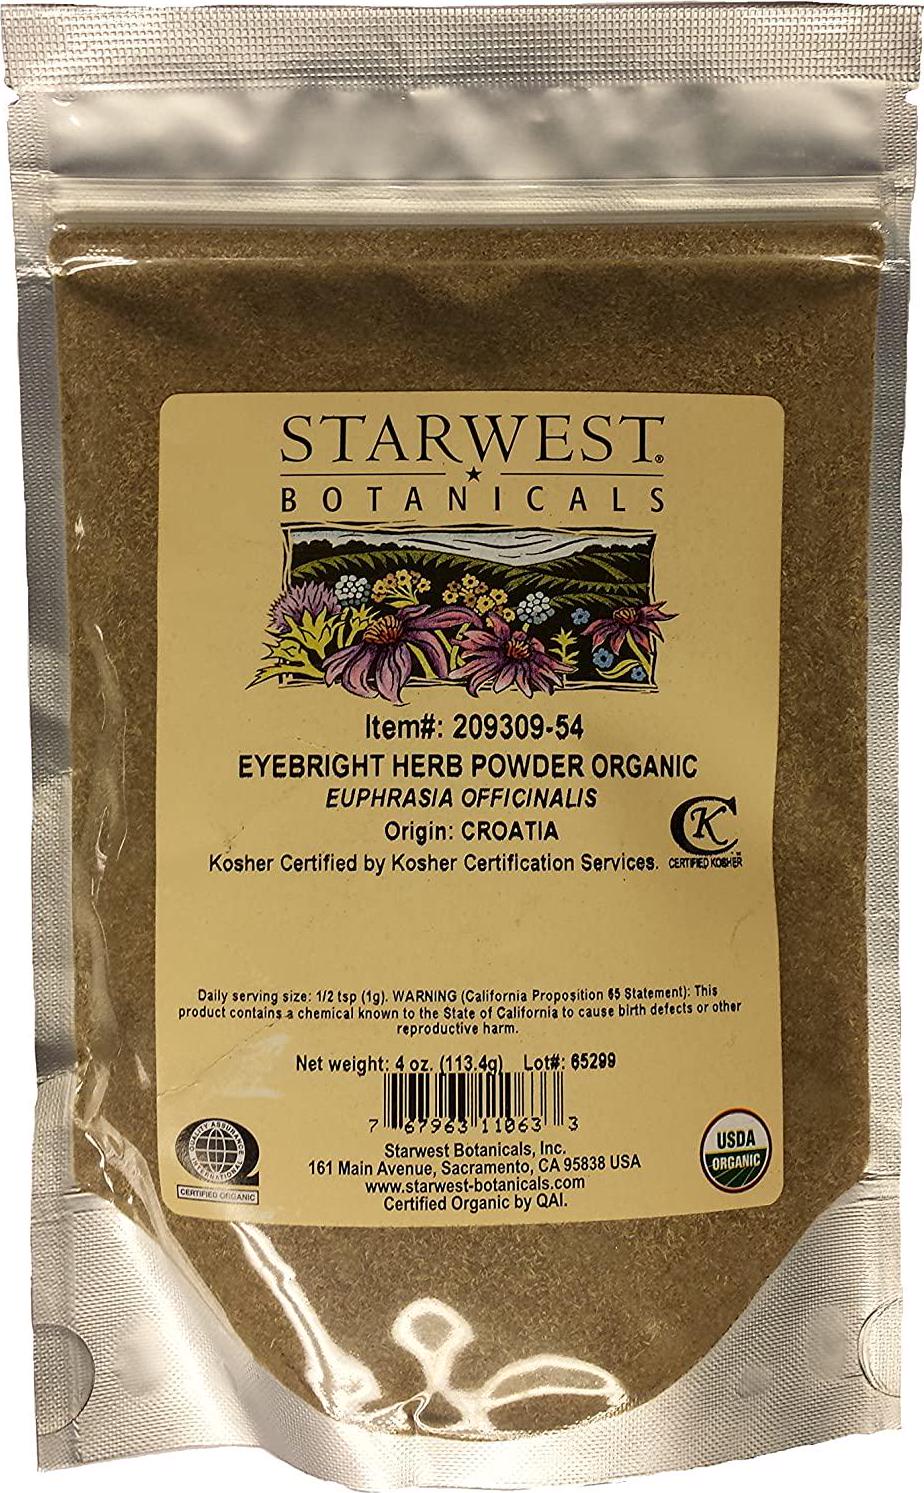 STARWEST®
BOTANICALS
Item#: 209309-54
EYEBRIGHT HERB POWDER ORGANIC
EUPHRASIA OFFICINALIS
Origin: CROATIA
Kosher Certified by Kosher Certification Services.
CK
CERTIFIED KOSHER
Daily serving size: 1/2 tsp (1g). WARNING (California Proposition 65 Statement): This
product contains a chemical known to the State of California to cause birth defects or other
reproductive harm.
Net weight: 4 oz. (113.4g) Lot#: 65299
7 67963 11063 3
QUALITY ASSURANCE
INTERNATIONAL
CERTIFIED ORGANIC
Starwest Botanicals, Inc.
161 Main Avenue, Sacramento, CA 95838 USA
www.starwest-botanicals.com
Certified Organic by QAI.
USDA
ORGANIC